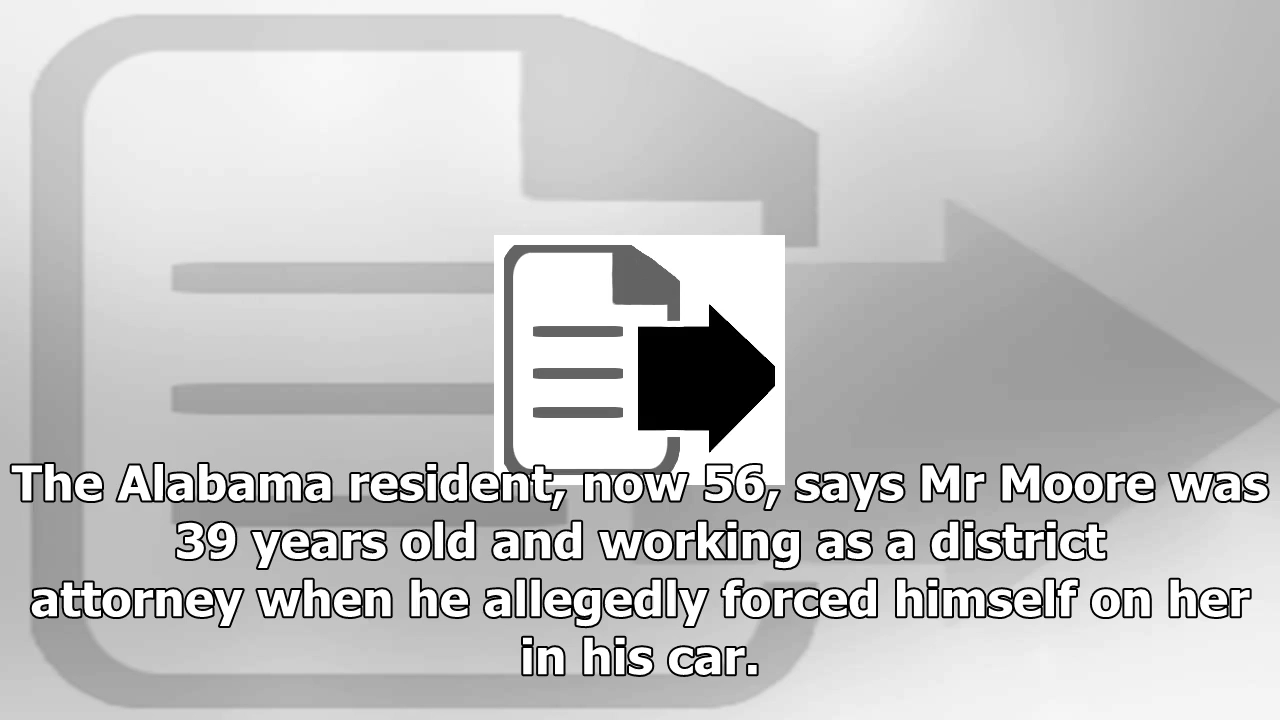 The Alabama resident, now 56, says Mr Moore was
39 years old and working as a district
attorney when he allegedly forced himself on her
in his car.